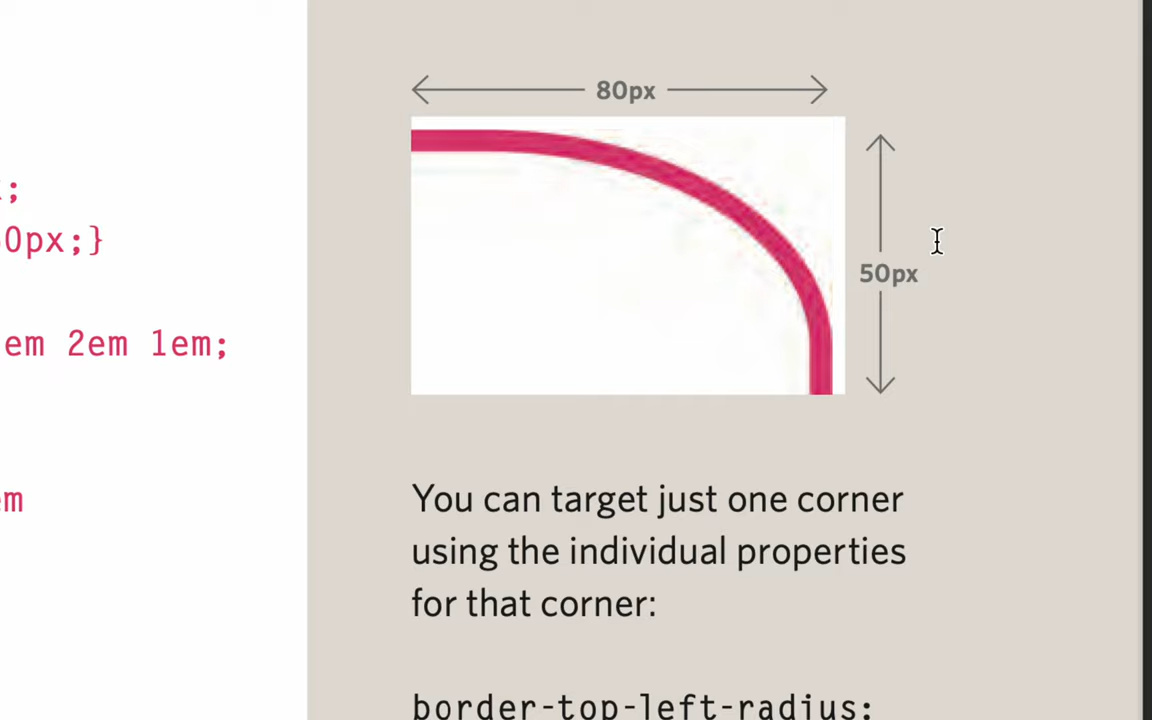 ;
0px;}
em 2em 1em;
em
80px
50px
You can target just one corner
using the individual properties
for that corner:
border-top-left-radius: